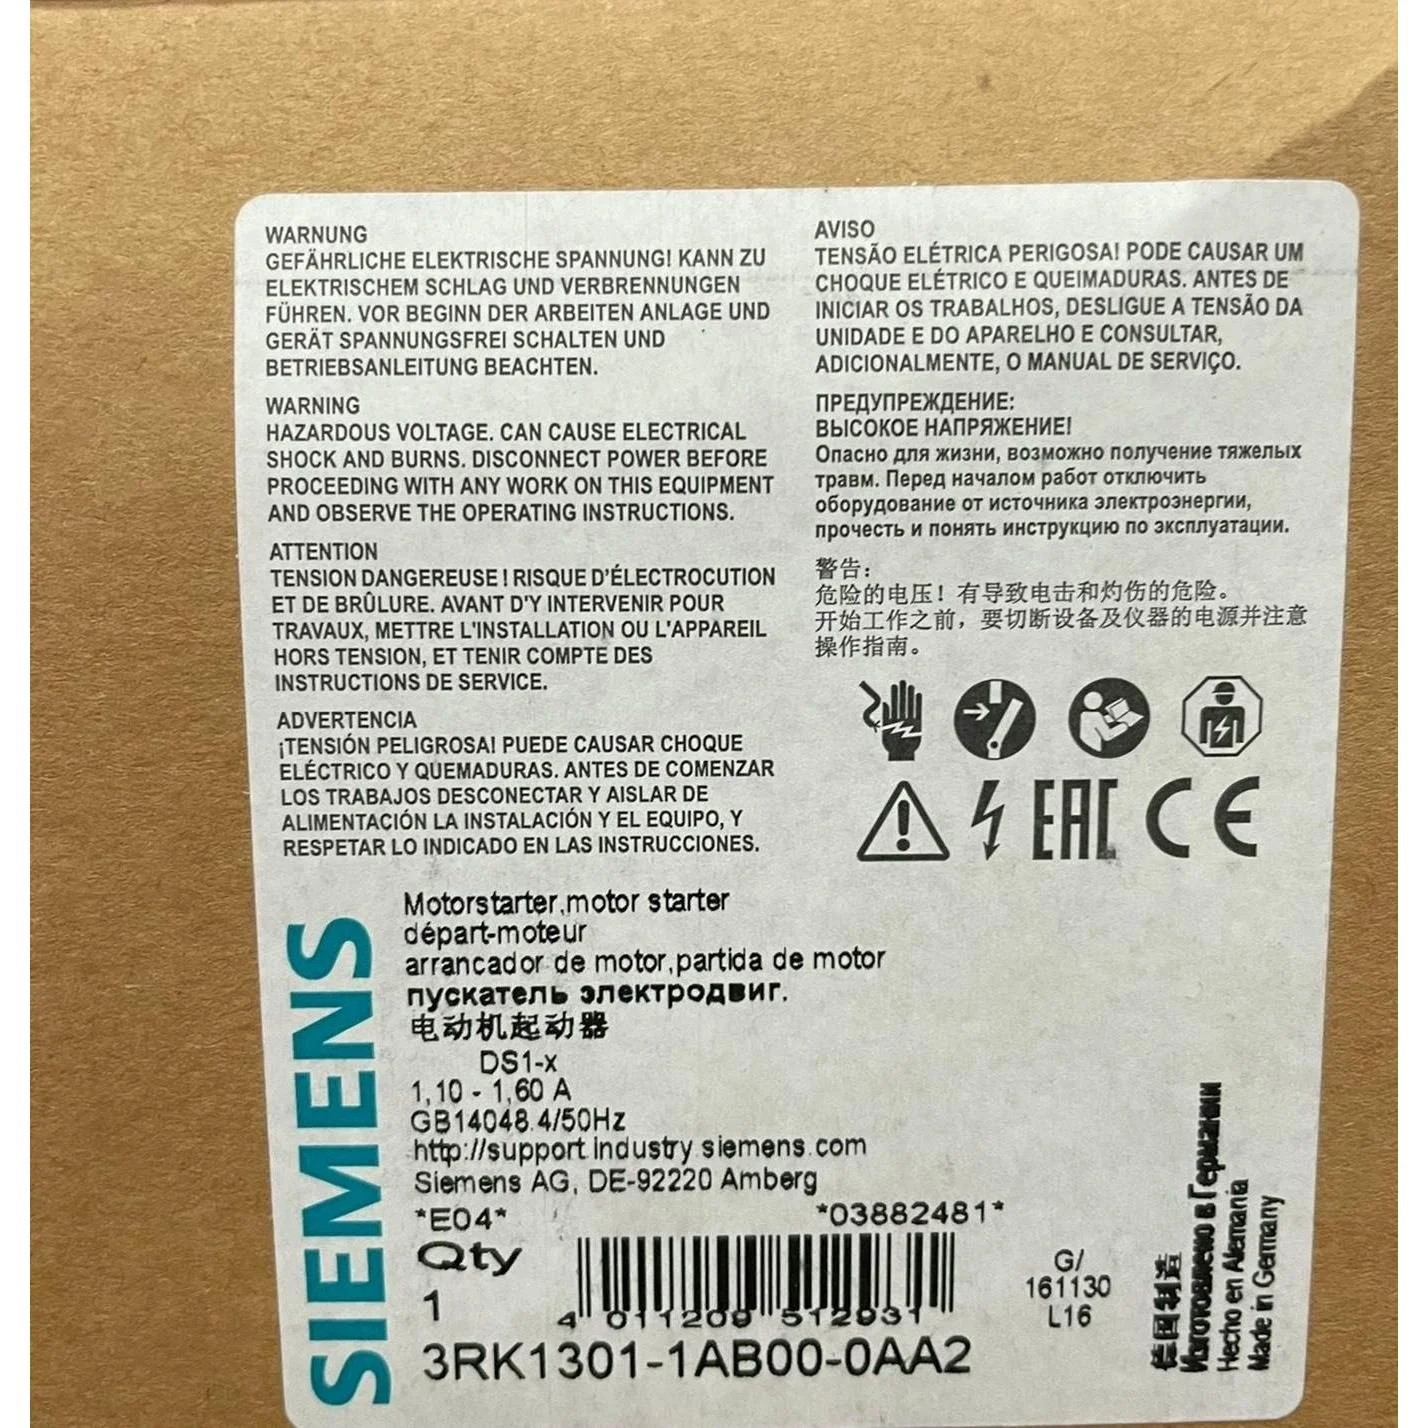 WARNUNG
GEFÄHRLICHE ELEKTRISCHE SPANNUNG! KANN ZU
ELEKTRISCHEM SCHLAG UND VERBRENNUNGEN
FÜHREN. VOR BEGINN DER ARBEITEN ANLAGE UND
GERÄT SPANNUNGSFREI SCHALTEN UND
BETRIEBSANLEITUNG BEACHTEN.
WARNING
HAZARDOUS VOLTAGE. CAN CAUSE ELECTRICAL
SHOCK AND BURNS. DISCONNECT POWER BEFORE
PROCEEDING WITH ANY WORK ON THIS EQUIPMENT
AND OBSERVE THE OPERATING INSTRUCTIONS.
ATTENTION
TENSION DANGEREUSE ! RISQUE D'ÉLECTROCUTION
ET DE BRÛLURE. AVANT D'Y INTERVENIR POUR
TRAVAUX, METTRE L'INSTALLATION OU L'APPAREIL
HORS TENSION, ET TENIR COMPTE DES
INSTRUCTIONS DE SERVICE.
ADVERTENCIA
¡TENSIÓN PELIGROSA! PUEDE CAUSAR CHOQUE
ELÉCTRICO Y QUEMADURAS. ANTES DE COMENZAR
LOS TRABAJOS DESCONECTAR Y AISLAR DE
ALIMENTACIÓN LA INSTALACIÓN Y EL EQUIPO, Y
RESPETAR LO INDICADO EN LAS INSTRUCCIONES.
AVISO
TENSÃO ELÉTRICA PERIGOSA! PODE CAUSAR UM
CHOQUE ELÉTRICO E QUEIMADURAS. ANTES DE
INICIAR OS TRABALHOS, DESLIGUE A TENSÃO DA
UNIDADE E DO APARELHO E CONSULTAR,
ADICIONALMENTE, O MANUAL DE SERVIÇO.
ПРЕДУПРЕЖДЕНИЕ:
ВЫСОКОЕ НАПРЯЖЕНИЕ!
Опасно для жизни, возможно получение тяжелых
травм. Перед началом работ отключить
оборудование от источника электроэнергии,
прочесть и понять инструкцию по эксплуатации.
警告：
危险的电压！有导致电击和灼伤的危险。
开始工作之前，要切断设备及仪器的电源并注意
操作指南。
EAC CE
SIEMENS
Motorstarter,motor starter
départ-moteur
arrancador de motor,partida de motor
пускатель электродвиг.
电动机起动器
DS1-x
1,10 - 1,60 A
GB14048.4/50Hz
http://support.industry.siemens.com
Siemens AG, DE-92220 Amberg
*E04* *03882481*
Qty
1
4 011209 512931
3RK1301-1AB00-0AA2
G/
161130
L16
德国制造
Изготовлено в Германии
Hecho en Alemania
Made in Germany